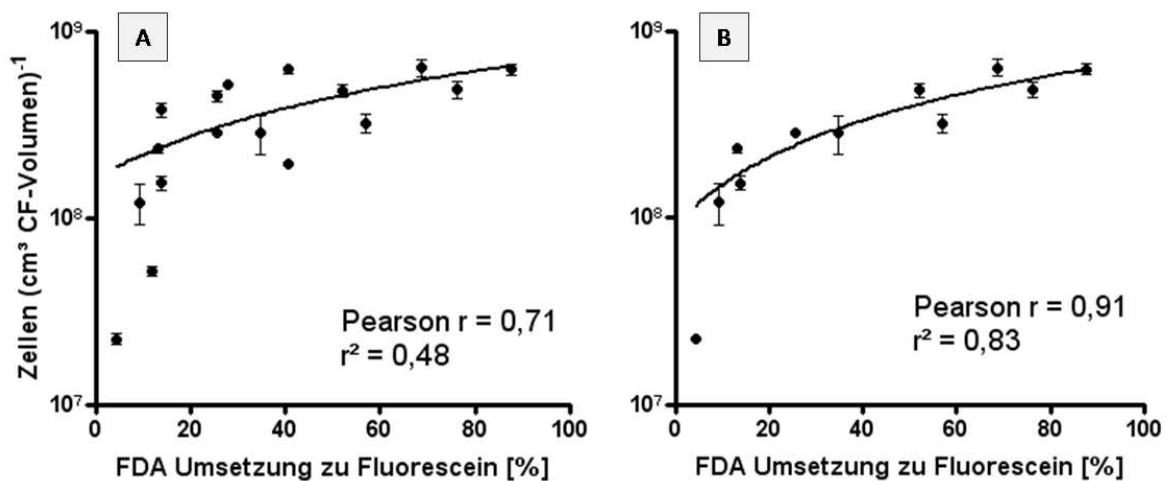 A
B
10⁹
10⁸
10⁷
Zellen (cm³ CF-Volumen)⁻¹
Pearson r = 0,71
r² = 0,48
0 20 40 60 80 100
FDA Umsetzung zu Fluorescein [%]
10⁹
10⁸
10⁷
Pearson r = 0,91
r² = 0,83
0 20 40 60 80 100
FDA Umsetzung zu Fluorescein [%]